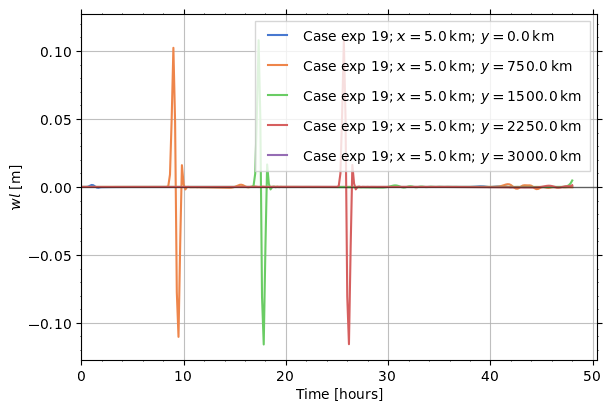 0.10
0.05
0.00
−0.05
−0.10
wl [m]
Case exp 19; x = 5.0 km; y = 0.0 km
Case exp 19; x = 5.0 km; y = 750.0 km
Case exp 19; x = 5.0 km; y = 1500.0 km
Case exp 19; x = 5.0 km; y = 2250.0 km
Case exp 19; x = 5.0 km; y = 3000.0 km
0 10 20 30 40 50
Time [hours]